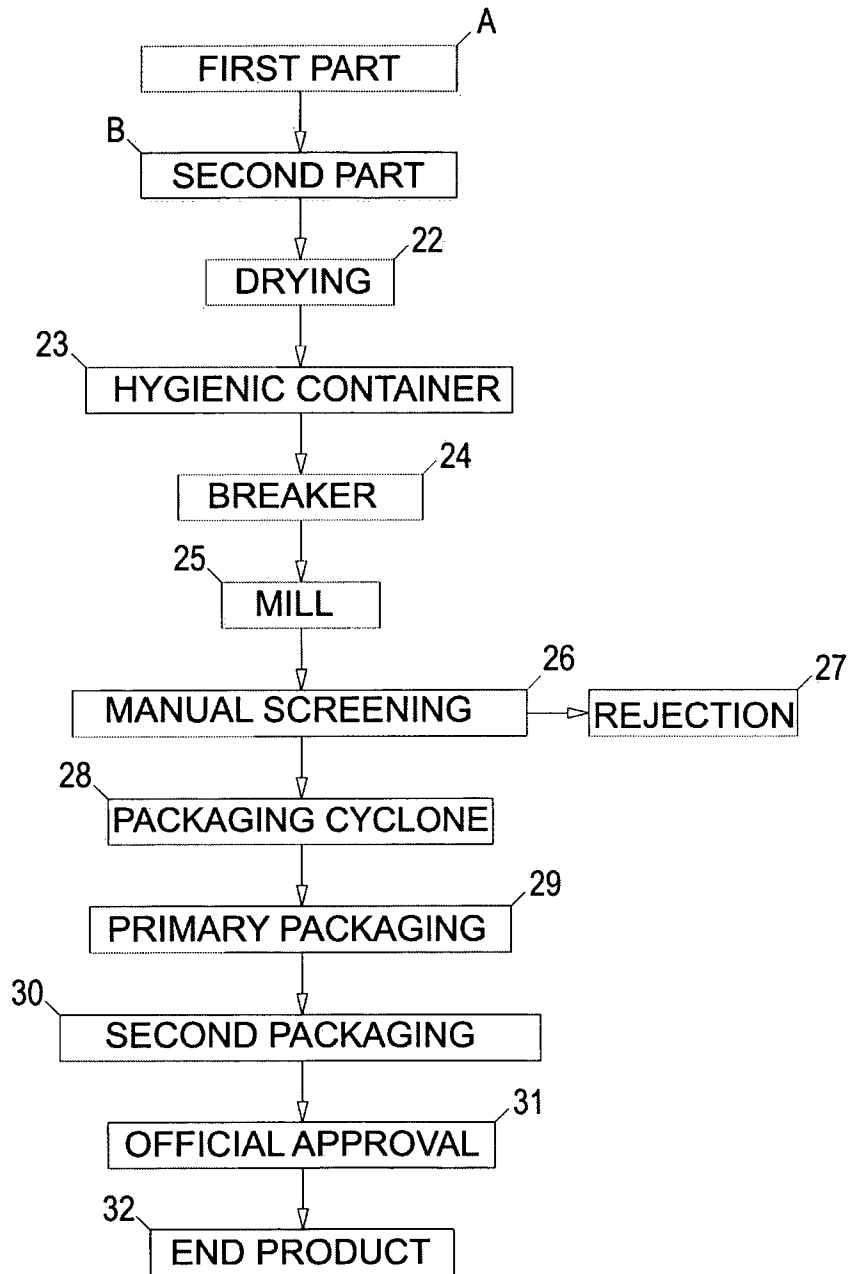 A
FIRST PART
B
SECOND PART
22
DRYING
23
HYGIENIC CONTAINER
24
BREAKER
25
MILL
26
MANUAL SCREENING
27
REJECTION
28
PACKAGING CYCLONE
29
PRIMARY PACKAGING
30
SECOND PACKAGING
31
OFFICIAL APPROVAL
32
END PRODUCT